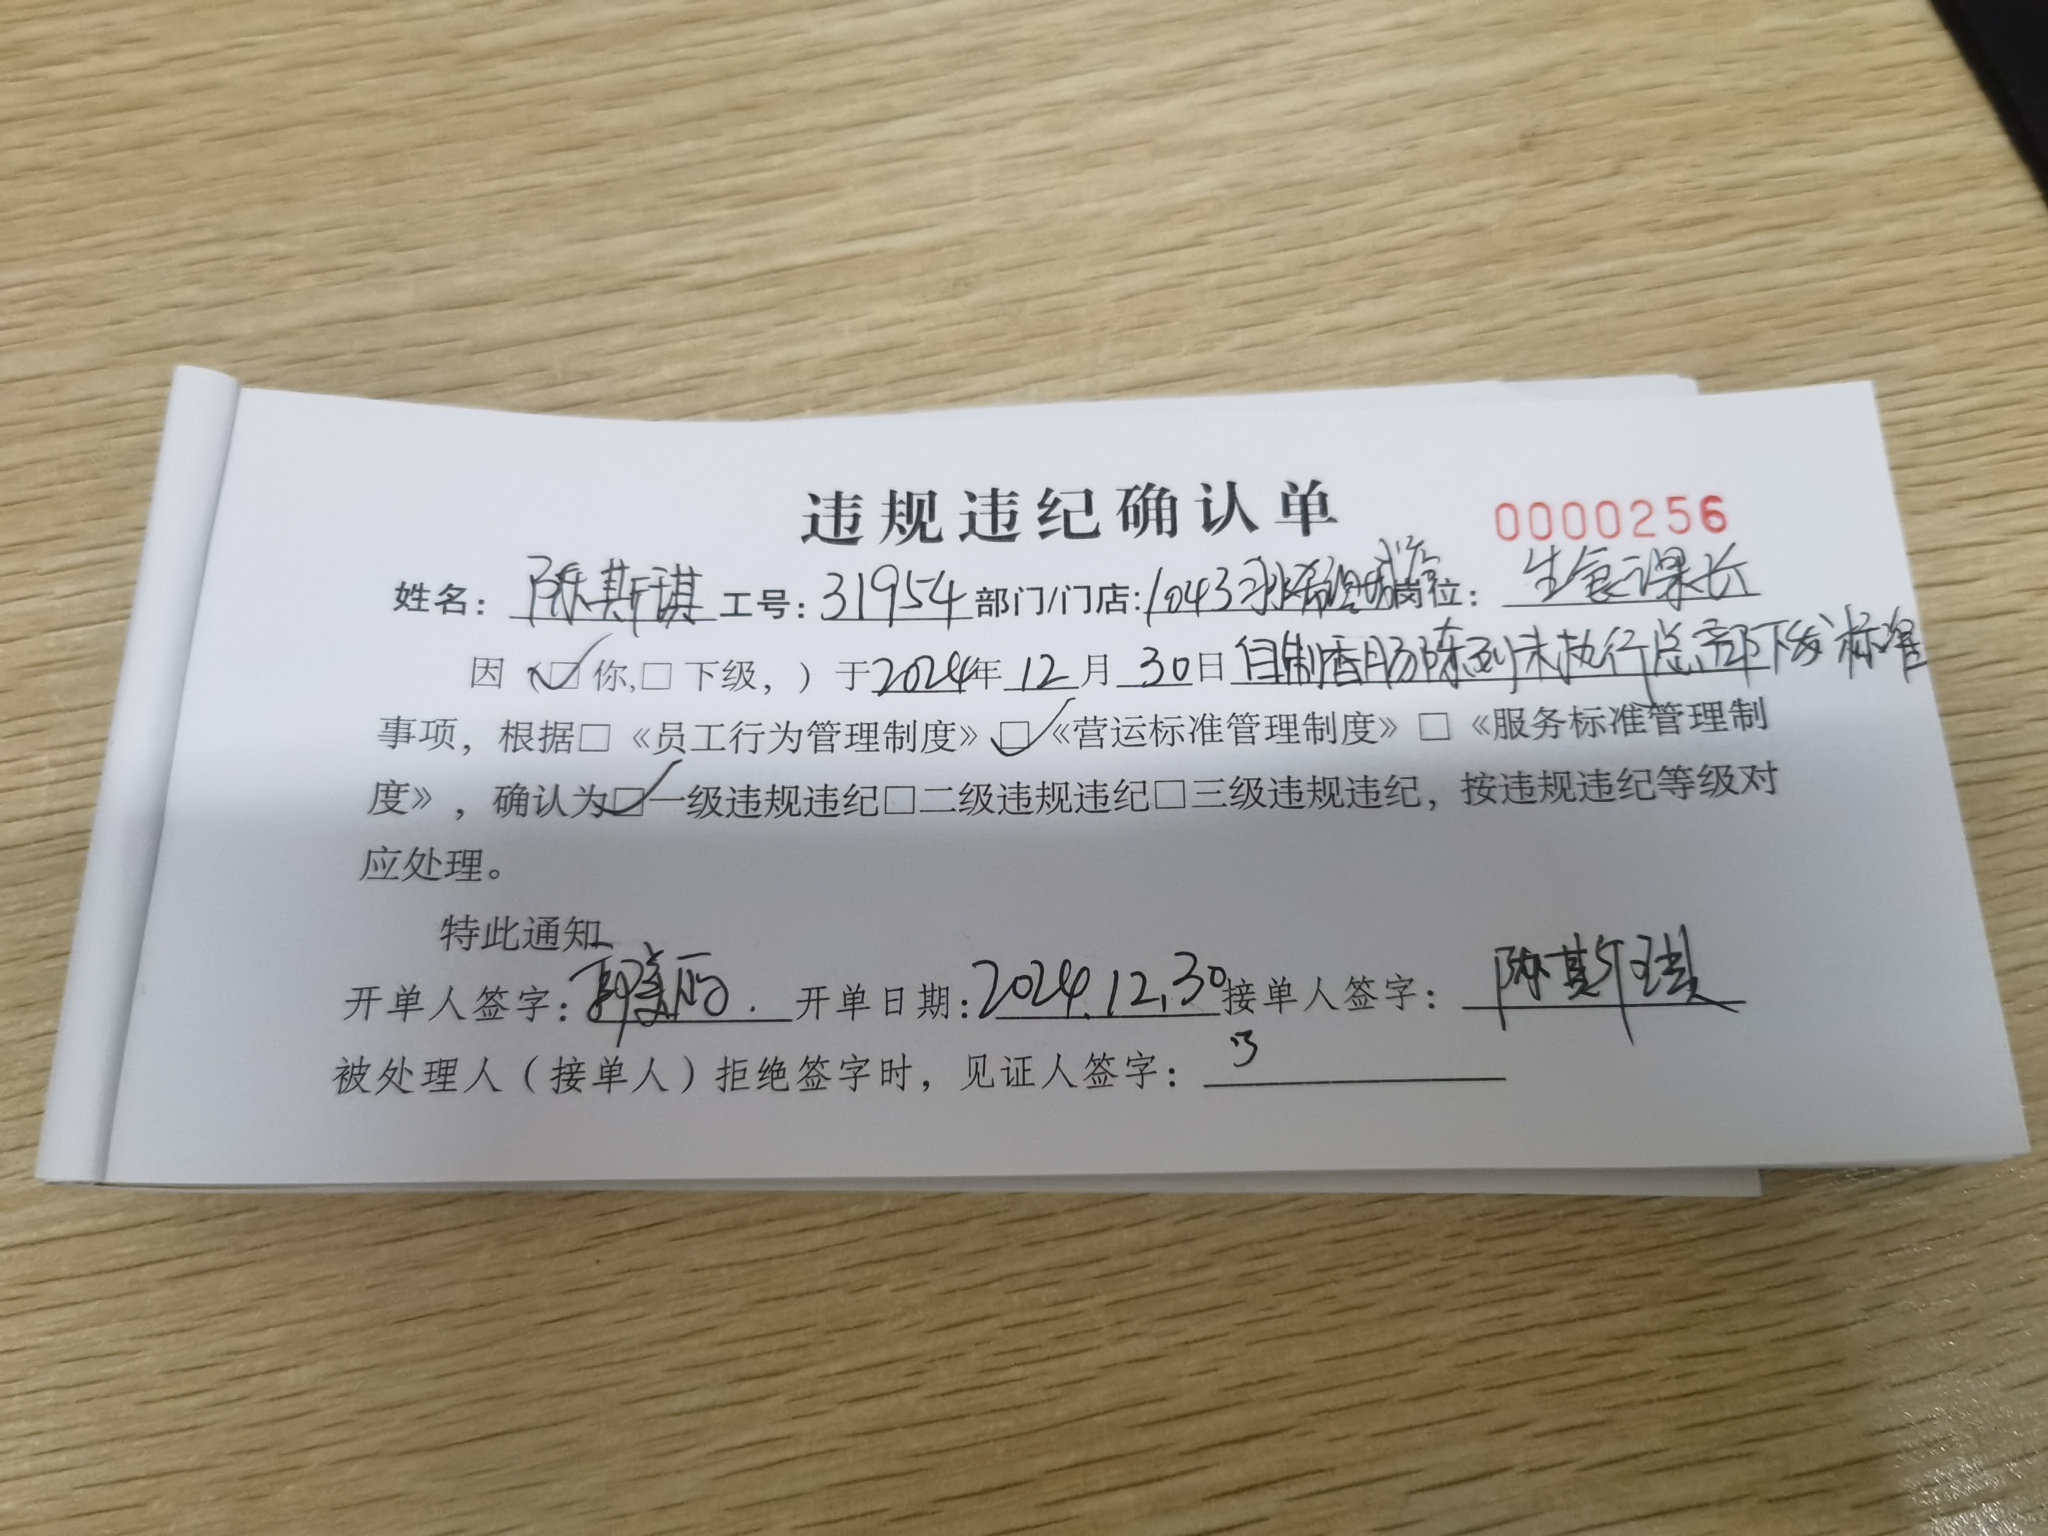 违规违纪确认单 0000256
姓名：陈斯琪 工号：31954 部门/门店:1043 岗位：生食课长
因（☑你,□下级，）于2024年12月30日自制香肠陈列未执行总部下发标准
事项，根据□《员工行为管理制度》☑《营运标准管理制度》□《服务标准管理制
度》，确认为☑一级违规违纪□二级违规违纪□三级违规违纪，按违规违纪等级对
应处理。
特此通知
开单人签字：郭美丽. 开单日期:2024.12.30 接单人签字：陈斯琪
被处理人（接单人）拒绝签字时，见证人签字：